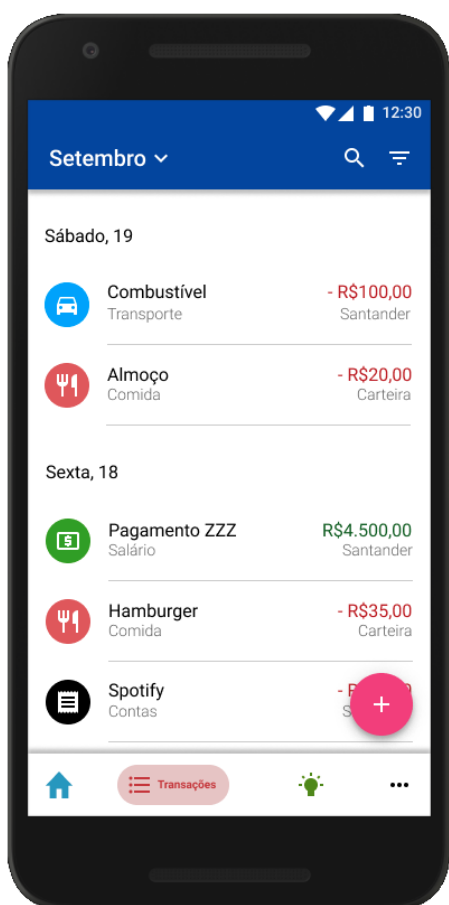 12:30
Setembro
Sábado, 19
Combustível - R$100,00
Transporte Santander
Almoço - R$20,00
Comida Carteira
Sexta, 18
Pagamento ZZZ R$4.500,00
Salário Santander
Hamburger - R$35,00
Comida Carteira
Spotify
Contas
Transações